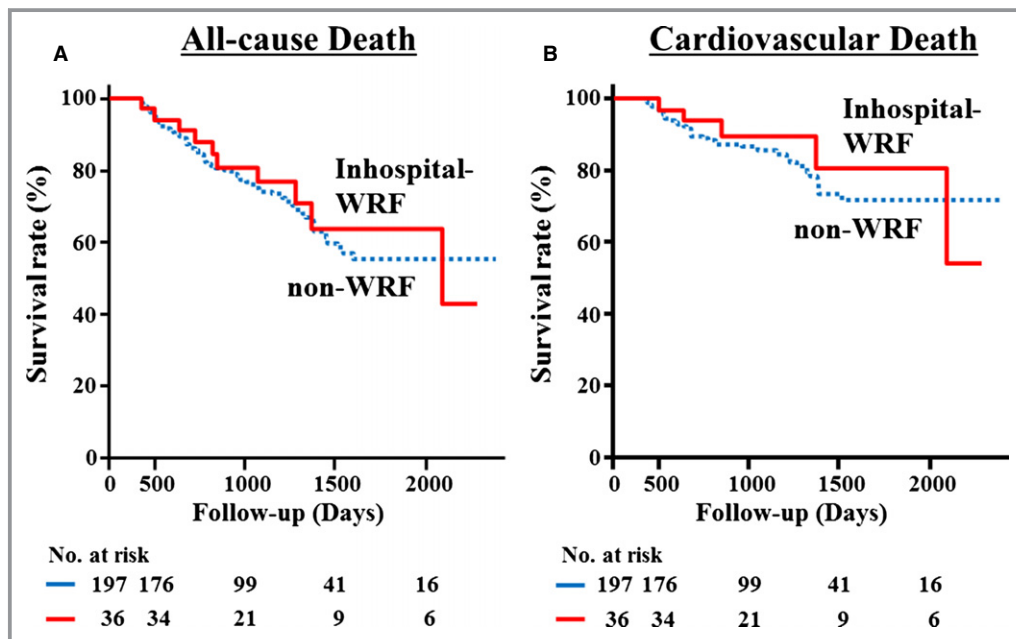 A
All-cause Death
Survival rate (%)
100
80
60
40
20
0
Inhospital-
WRF
non-WRF
0 500 1000 1500 2000
Follow-up (Days)
No. at risk
197 176 99 41 16
36 34 21 9 6
B
Cardiovascular Death
Survival rate (%)
100
80
60
40
20
0
Inhospital-
WRF
non-WRF
0 500 1000 1500 2000
Follow-up (Days)
No. at risk
197 176 99 41 16
36 34 21 9 6